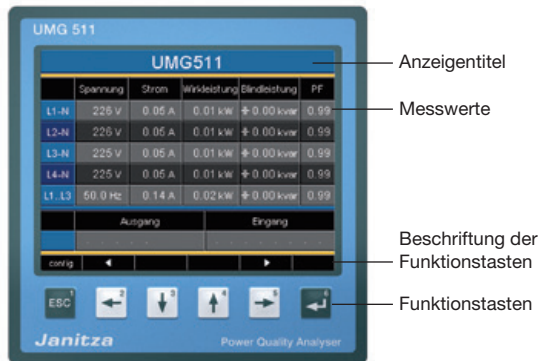 UMG 511
UMG511
Anzeigentitel
Spannung Strom Wirkleistung Blindleistung PF
L1-N 226 V 0.05 A 0.01 kW 0.00 kvar 0.99
Messwerte
L2-N 225 V 0.05 A 0.01 kW 0.00 kvar 0.99
L3-N 225 V 0.05 A 0.01 kW 0.00 kvar 0.99
L4-N 225 V 0.05 A 0.01 kW 0.00 kvar 0.99
L1..L3 50.0 Hz 0.14 A 0.02 kW 0.00 kvar 0.99
Ausgang Eingang
Beschriftung der
Funktionstasten
config
ESC 1 2 3 4 5 6
Funktionstasten
Janitza Power Quality Analyser